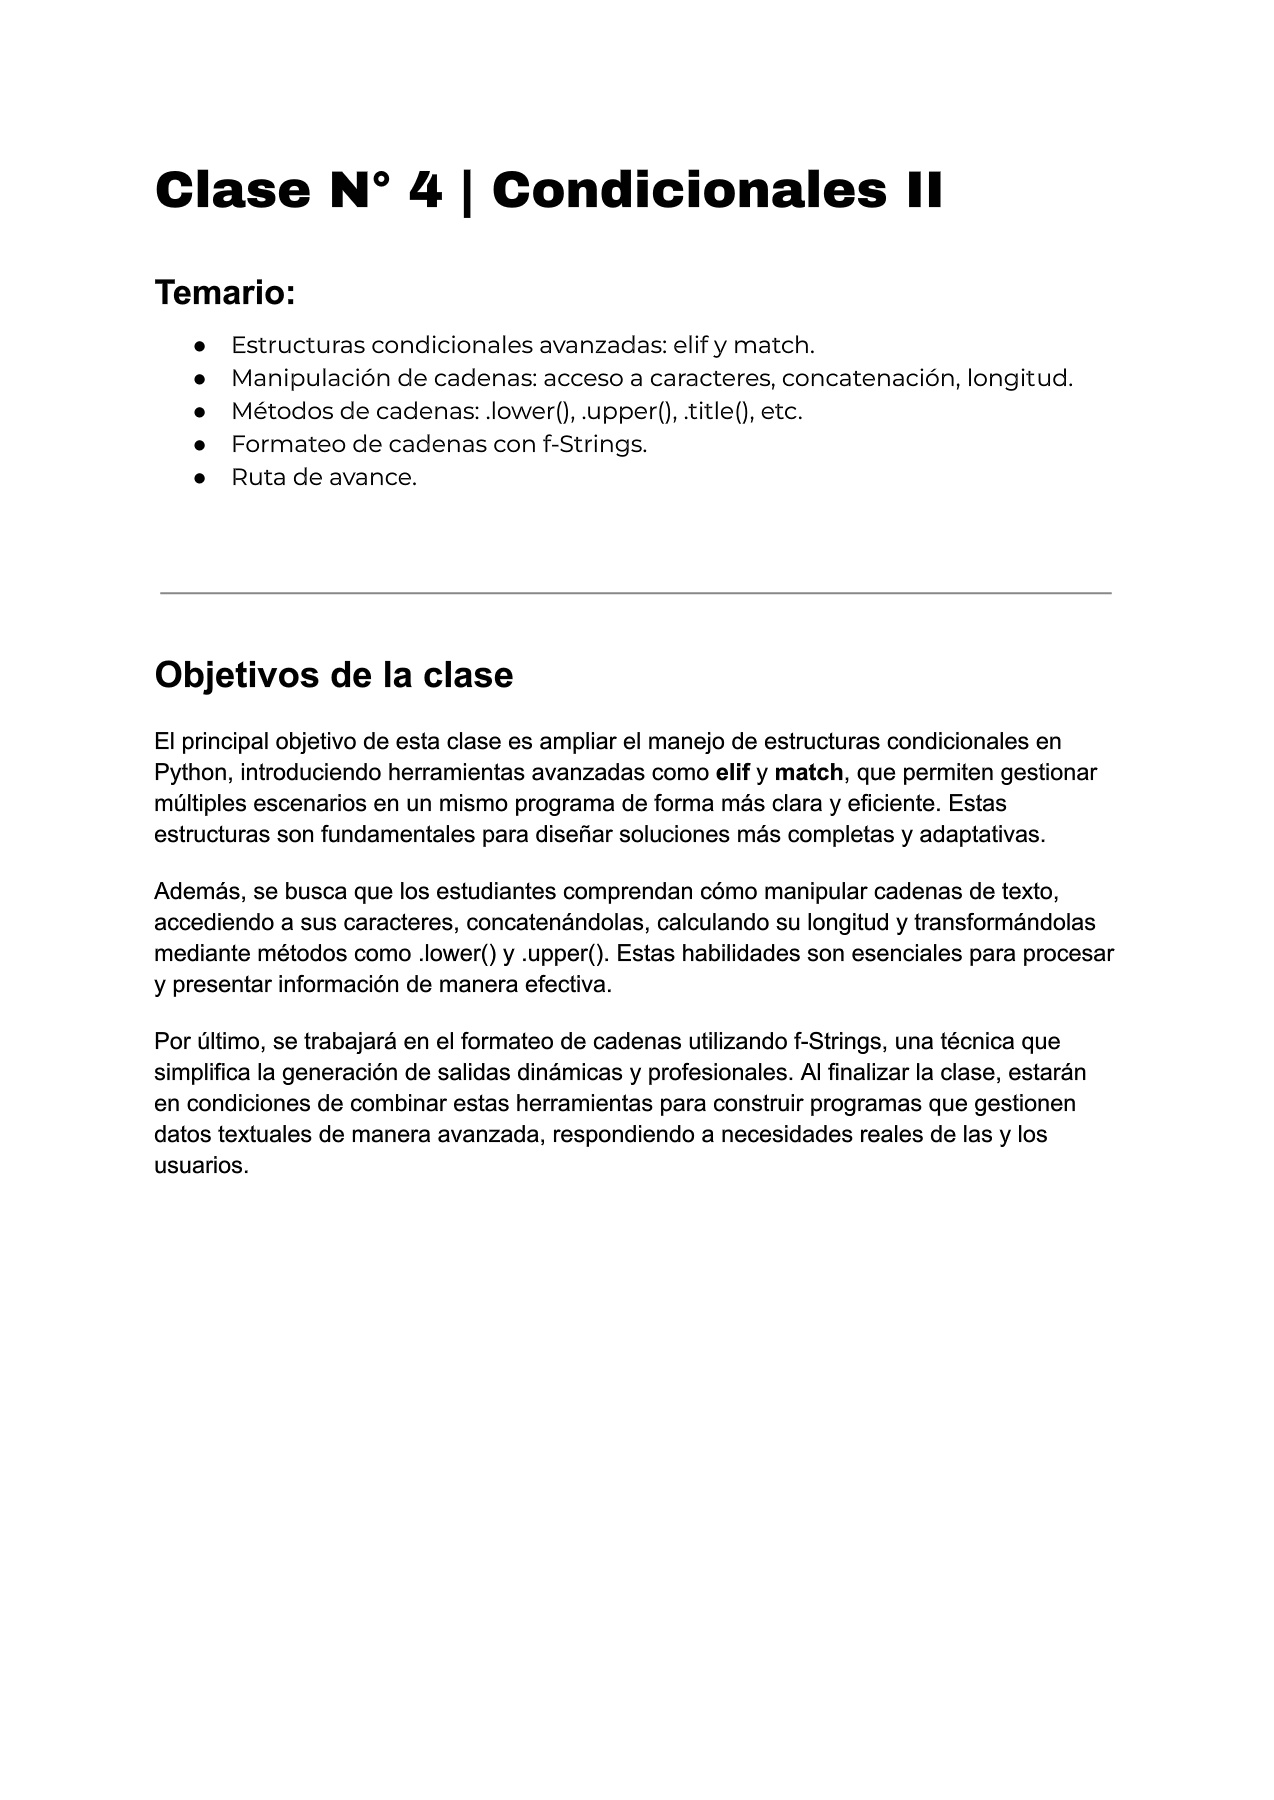 Clase N° 4 | Condicionales II
Temario:
● Estructuras condicionales avanzadas: elif y match.
● Manipulación de cadenas: acceso a caracteres, concatenación, longitud.
● Métodos de cadenas: .lower(), .upper(), .title(), etc.
● Formateo de cadenas con f-Strings.
● Ruta de avance.
Objetivos de la clase
El principal objetivo de esta clase es ampliar el manejo de estructuras condicionales en
Python, introduciendo herramientas avanzadas como elif y match, que permiten gestionar
múltiples escenarios en un mismo programa de forma más clara y eficiente. Estas
estructuras son fundamentales para diseñar soluciones más completas y adaptativas.
Además, se busca que los estudiantes comprendan cómo manipular cadenas de texto,
accediendo a sus caracteres, concatenándolas, calculando su longitud y transformándolas
mediante métodos como .lower() y .upper(). Estas habilidades son esenciales para procesar
y presentar información de manera efectiva.
Por último, se trabajará en el formateo de cadenas utilizando f-Strings, una técnica que
simplifica la generación de salidas dinámicas y profesionales. Al finalizar la clase, estarán
en condiciones de combinar estas herramientas para construir programas que gestionen
datos textuales de manera avanzada, respondiendo a necesidades reales de las y los
usuarios.